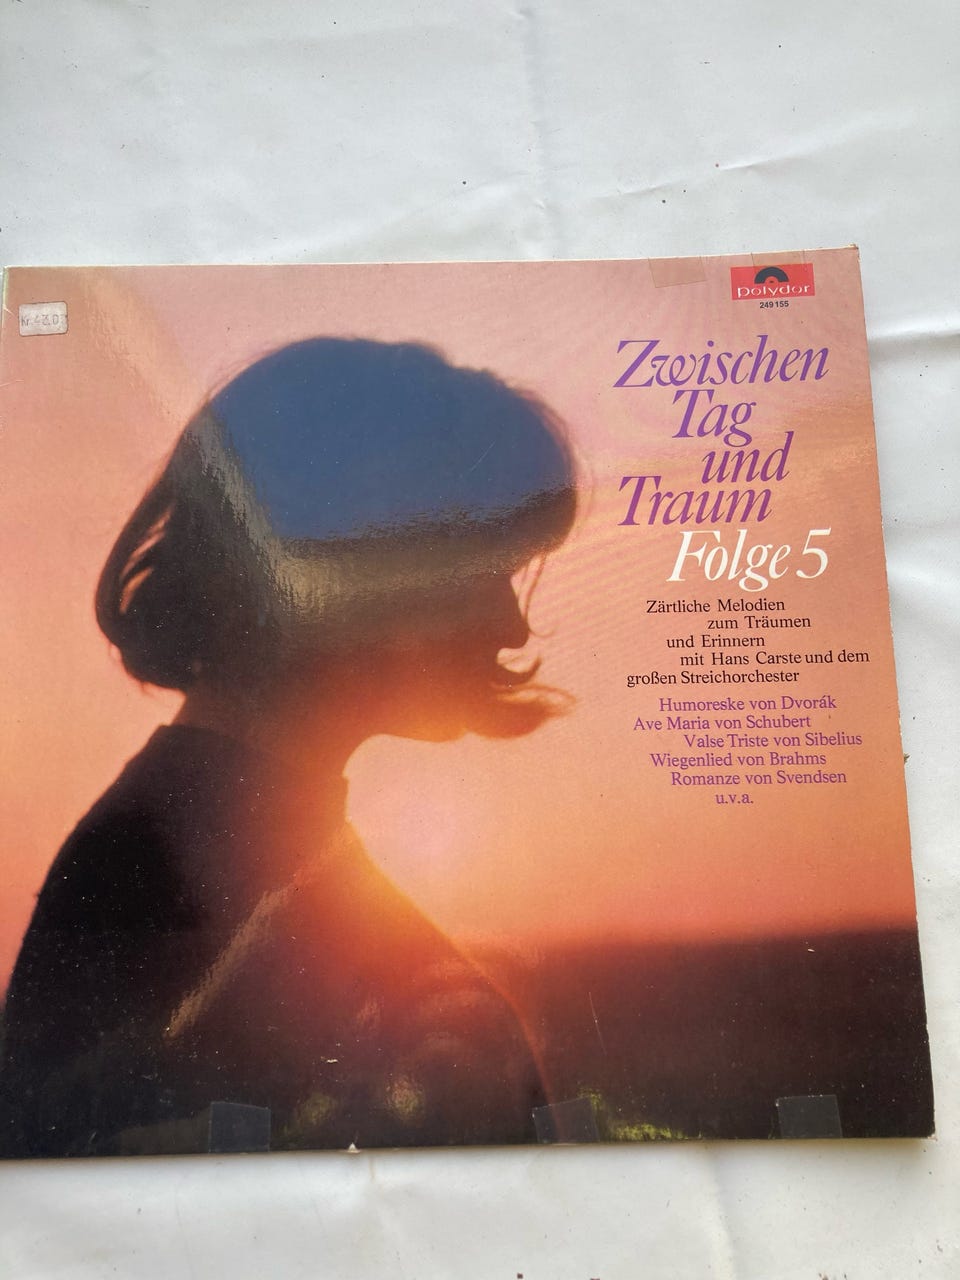 polydor
249 155
Zwischen
Tag
und
Traum
Folge 5
Zärtliche Melodien
zum Träumen
und Erinnern
mit Hans Carste und dem
großen Streichorchester
Humoreske von Dvorák
Ave Maria von Schubert
Valse Triste von Sibelius
Wiegenlied von Brahms
Romanze von Svendsen
u.v.a.